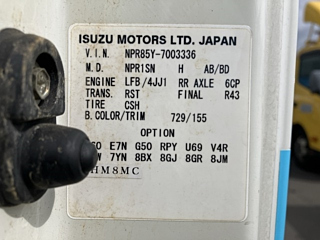 ISUZU MOTORS LTD. JAPAN
V.I.N. NPR85Y-7003336
M.D. NPR1SN H AB/BD
ENGINE LFB /4JJ1 RR AXLE 6CP
TRANS. RST FINAL R43
TIRE CSH
B.COLOR/TRIM 729/155
OPTION
E7N G50 RPY U69 V4R
7YN 8BX 8GJ 8GR 8JM
HM8MC